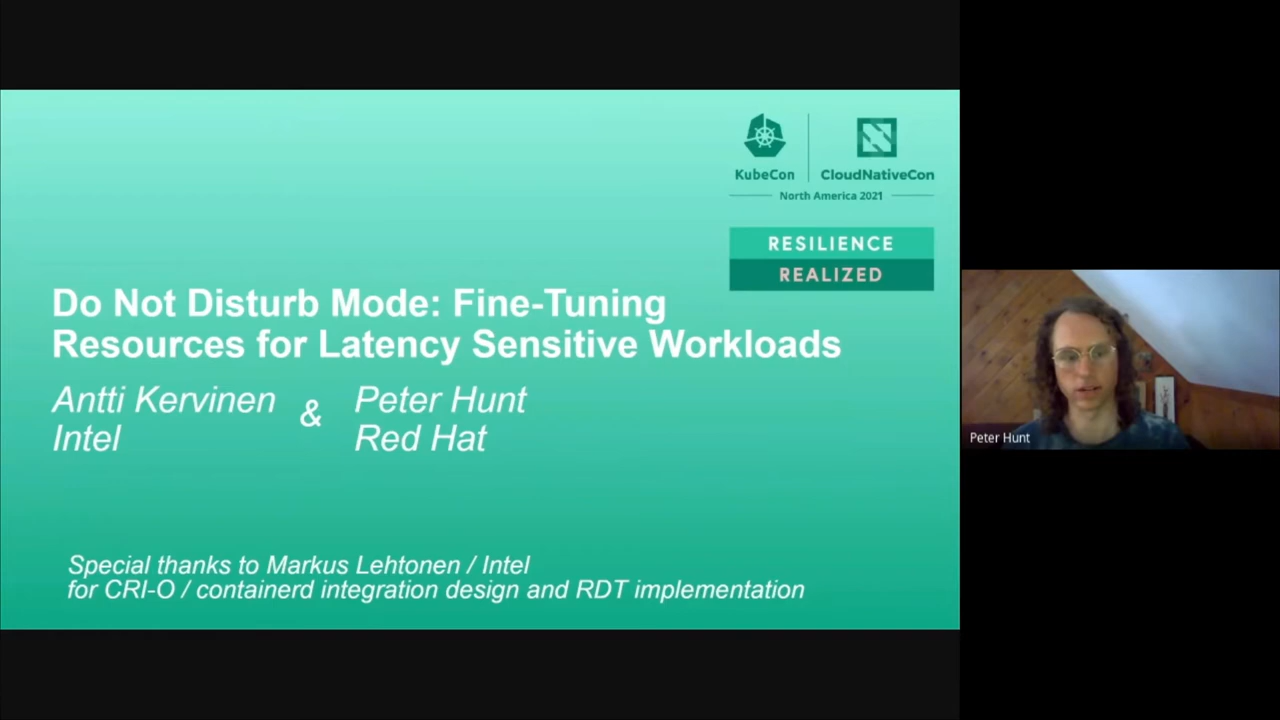 KubeCon
CloudNativeCon
North America 2021
RESILIENCE
REALIZED
Do Not Disturb Mode: Fine-Tuning
Resources for Latency Sensitive Workloads
Antti Kervinen & Peter Hunt
Intel Red Hat
Special thanks to Markus Lehtonen / Intel
for CRI-O / containerd integration design and RDT implementation
Peter Hunt